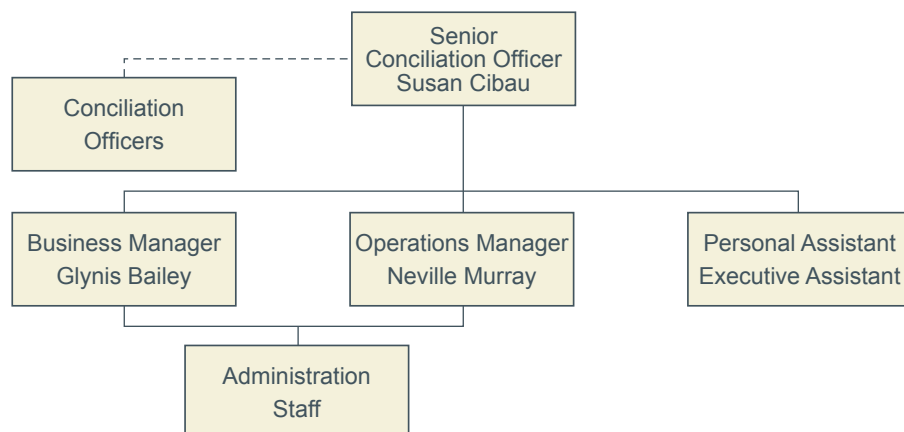 Senior
Conciliation Officer
Susan Cibau
Conciliation
Officers
Business Manager
Glynis Bailey
Operations Manager
Neville Murray
Personal Assistant
Executive Assistant
Administration
Staff